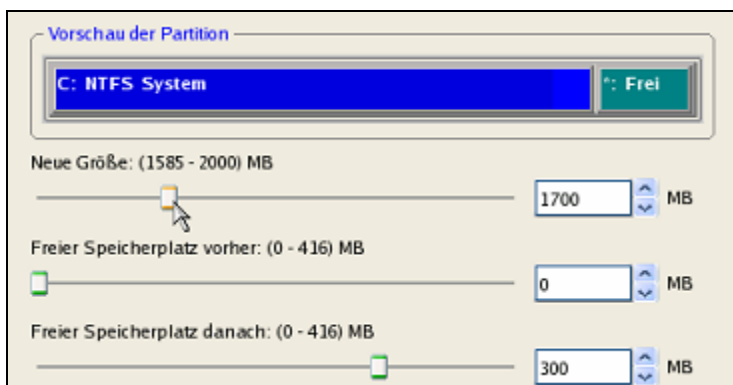 Vorschau der Partition
C: NTFS System
*: Frei
Neue Größe: (1585 - 2000) MB
1700 MB
Freier Speicherplatz vorher: (0 - 416) MB
0 MB
Freier Speicherplatz danach: (0 - 416) MB
300 MB